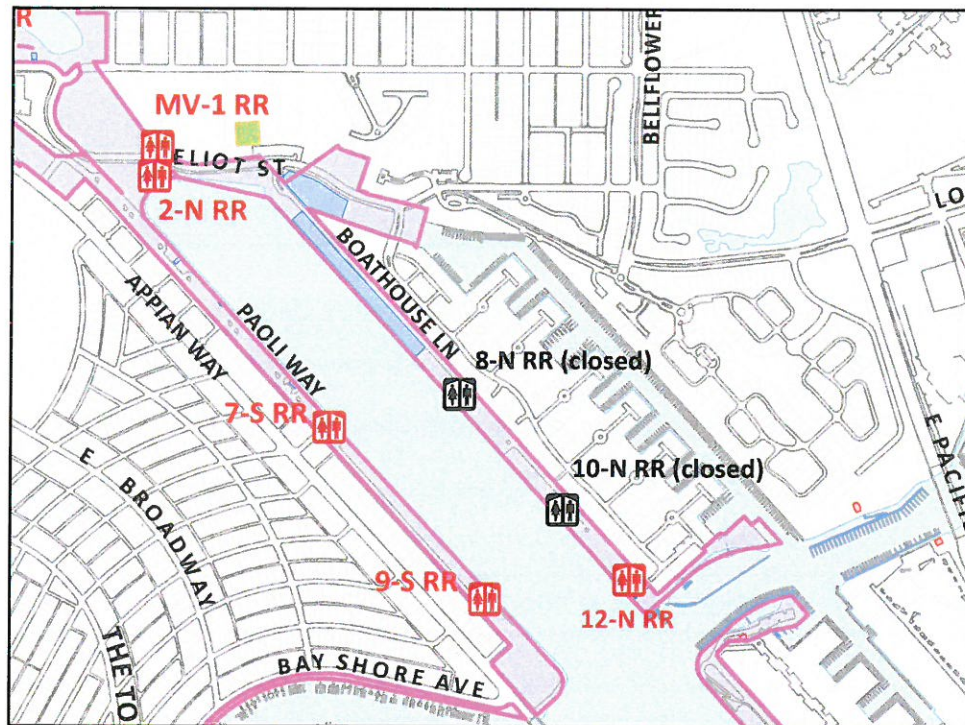 R
MV-1 RR
ELIOT ST
2-N RR
BELLFLOWER
LO
BOATHOUSE LN
APPIAN WAY
PAOLI WAY
8-N RR (closed)
7-S RR
E PACIFIC
10-N RR (closed)
E BROADWAY
9-S RR
12-N RR
BAY SHORE AVE
THE TO